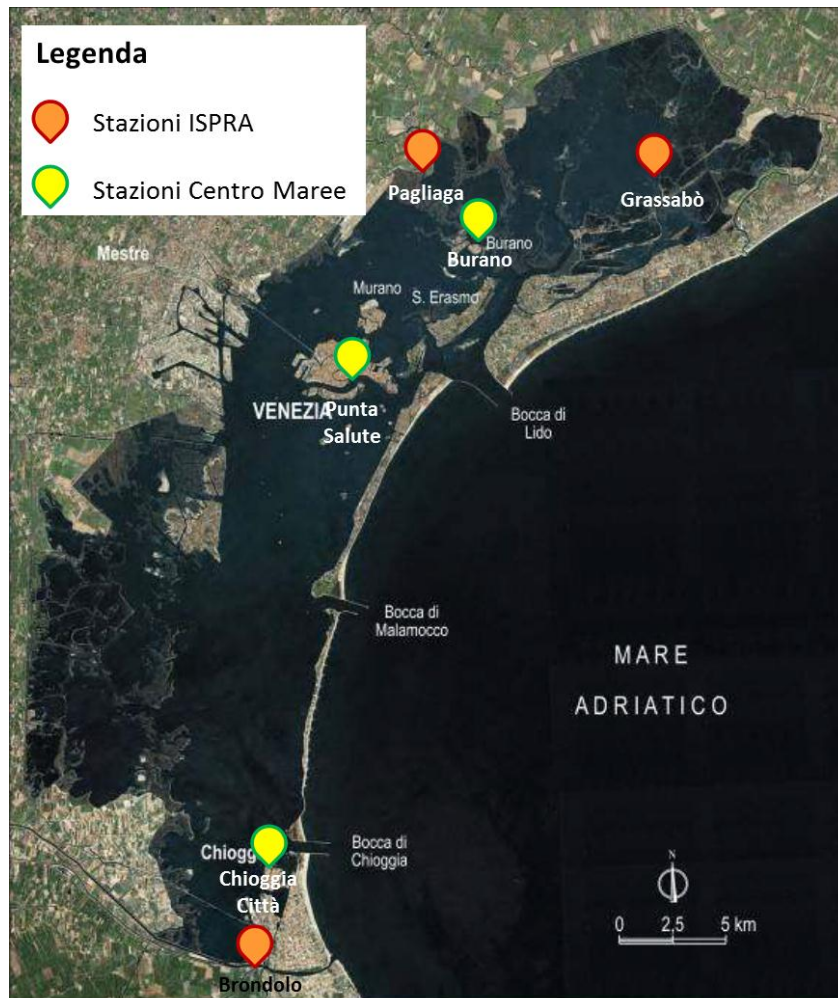 Legenda
Stazioni ISPRA
Stazioni Centro Maree
Pagliaga
Grassabò
Burano
Burano
Mestre
Murano
S. Erasmo
VENEZIA
Punta
Salute
Bocca di
Lido
Bocca di
Malamocco
MARE
ADRIATICO
Chiogg
Bocca di
Chioggia
Chioggia
Città
Brondolo
N
0 2,5 5 km